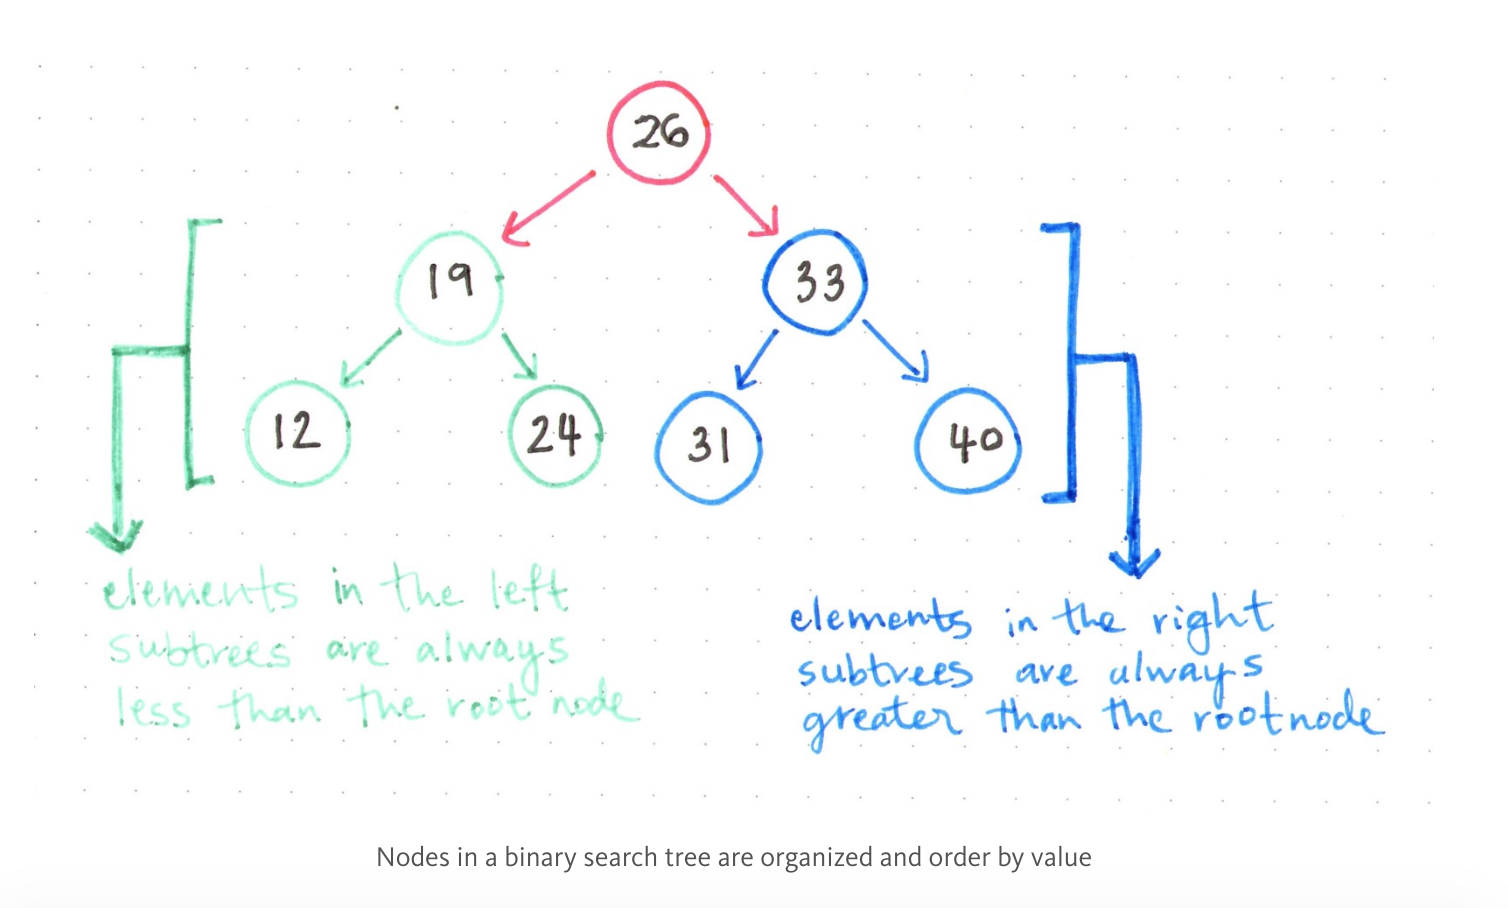 26
19
33
12
24
31
40
elements in the left
subtrees are always
less than the root node
elements in the right
subtrees are always
greater than the rootnode
Nodes in a binary search tree are organized and order by value